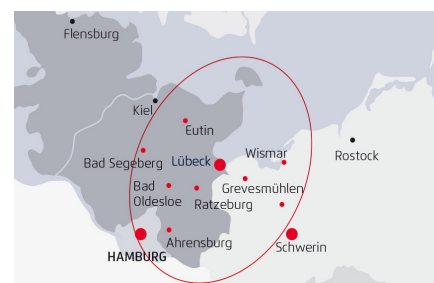 Flensburg
Kiel
Eutin
Bad Segeberg
Lübeck
Wismar
Rostock
Bad
Oldesloe
Grevesmühlen
Ratzeburg
Ahrensburg
Schwerin
HAMBURG